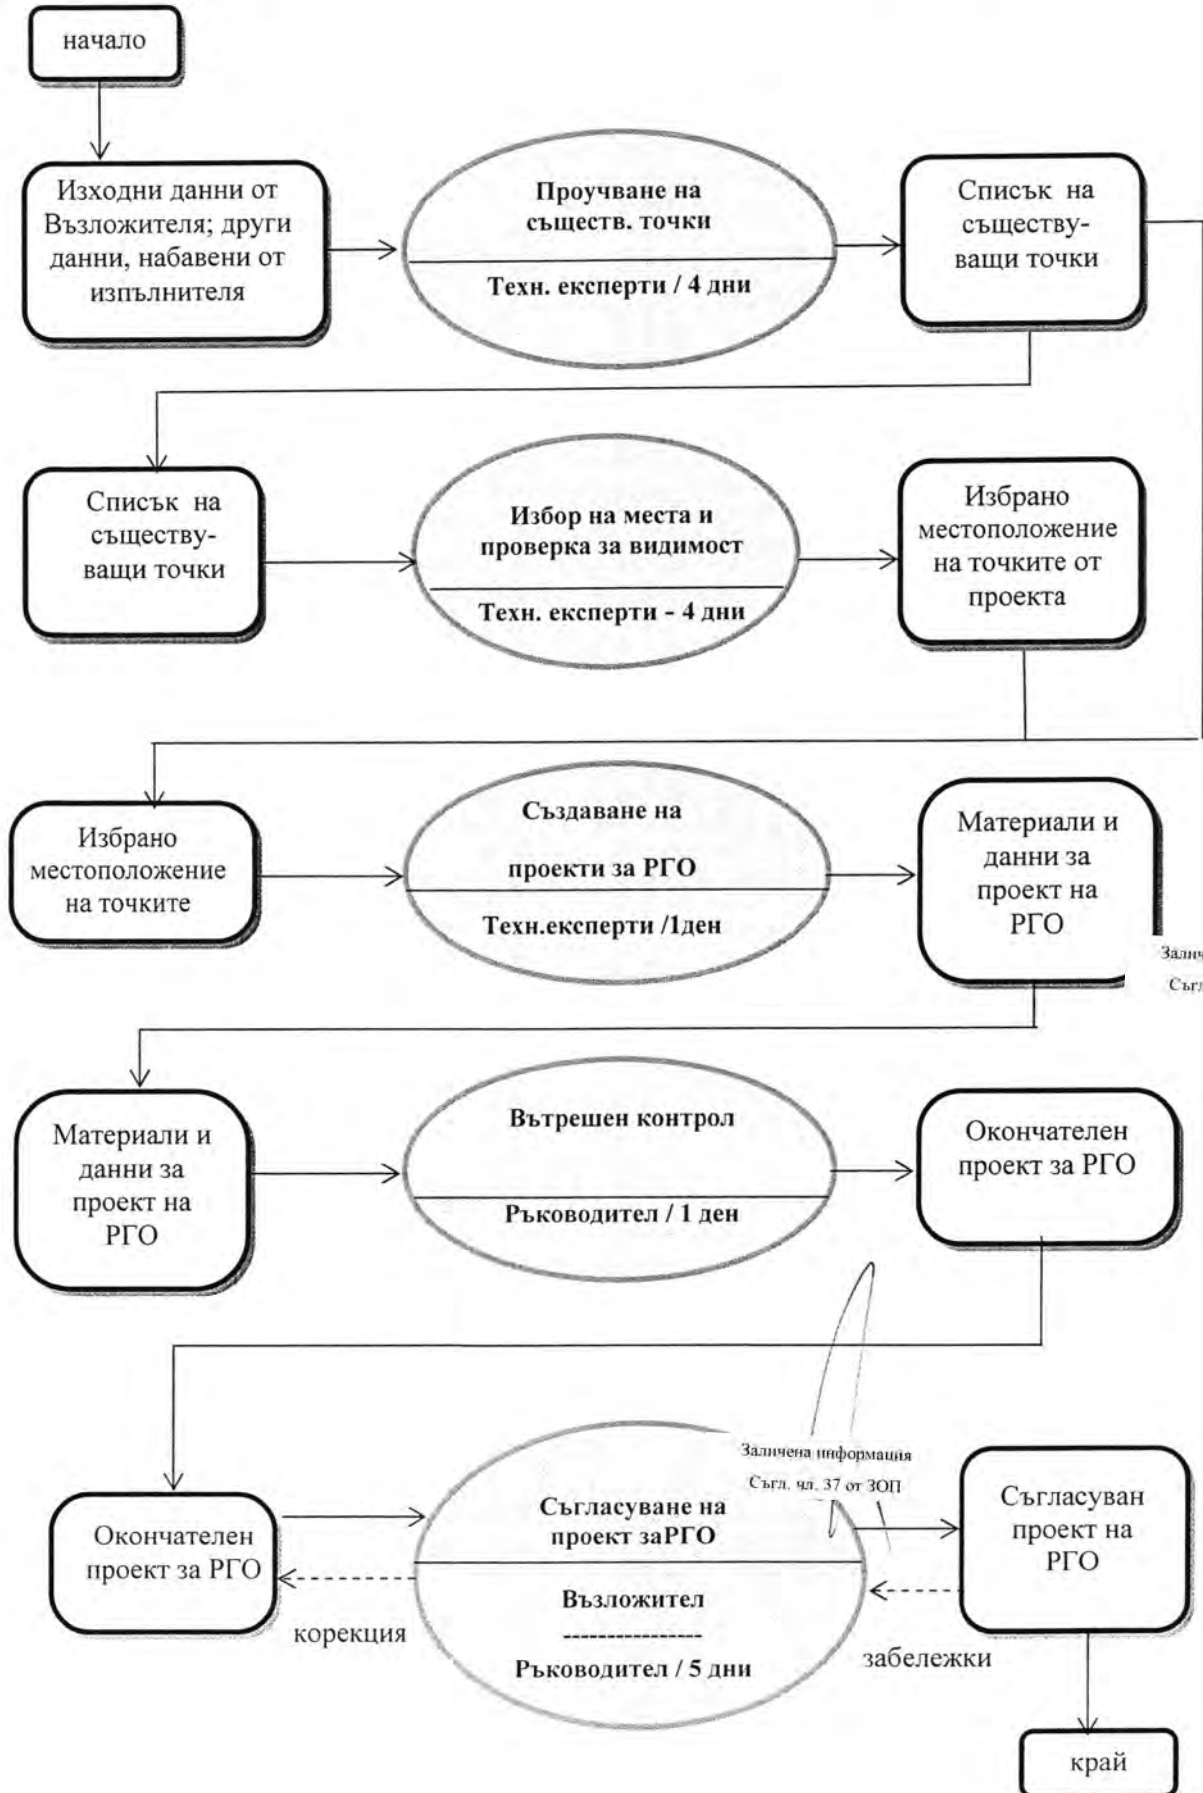 начало
Изходни данни от
Възложителя; други
данни, набавени от
изпълнителя
Проучване на
съществ. точки
Техн. експерти / 4 дни
Списък на
съществу-
ващи точки
Списък на
съществу-
ващи точки
Избор на места и
проверка за видимост
Техн. експерти – 4 дни
Избрано
местоположение
на точките от
проекта
Избрано
местоположение
на точките
Създаване на
проекти за РГО
Техн.експерти /1ден
Материали и
данни за
проект на
РГО
Залич
Съгл
Материали и
данни за
проект на
РГО
Вътрешен контрол
Ръководител / 1 ден
Окончателен
проект за РГО
Окончателен
проект за РГО
корекция
Съгласуване на
проект заРГО
Възложител
----------------
Ръководител / 5 дни
Заличена информация
Съгл. чл. 37 от ЗОП
Съгласуван
проект на
РГО
забележки
край